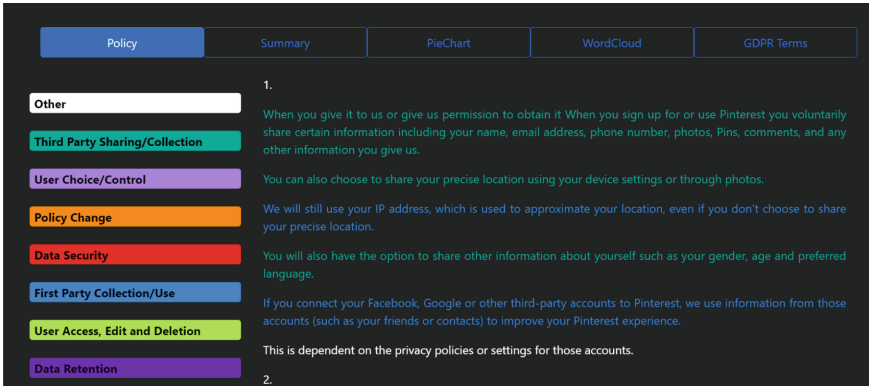 Policy
Summary
PieChart
WordCloud
GDPR Terms
Other
Third Party Sharing/Collection
User Choice/Control
Policy Change
Data Security
First Party Collection/Use
User Access, Edit and Deletion
Data Retention
1.
When you give it to us or give us permission to obtain it When you sign up for or use Pinterest you voluntarily
share certain information including your name, email address, phone number, photos, Pins, comments, and any
other information you give us.
You can also choose to share your precise location using your device settings or through photos.
We will still use your IP address, which is used to approximate your location, even if you don't choose to share
your precise location.
You will also have the option to share other information about yourself such as your gender, age and preferred
language.
If you connect your Facebook, Google or other third-party accounts to Pinterest, we use information from those
accounts (such as your friends or contacts) to improve your Pinterest experience.
This is dependent on the privacy policies or settings for those accounts.
2.